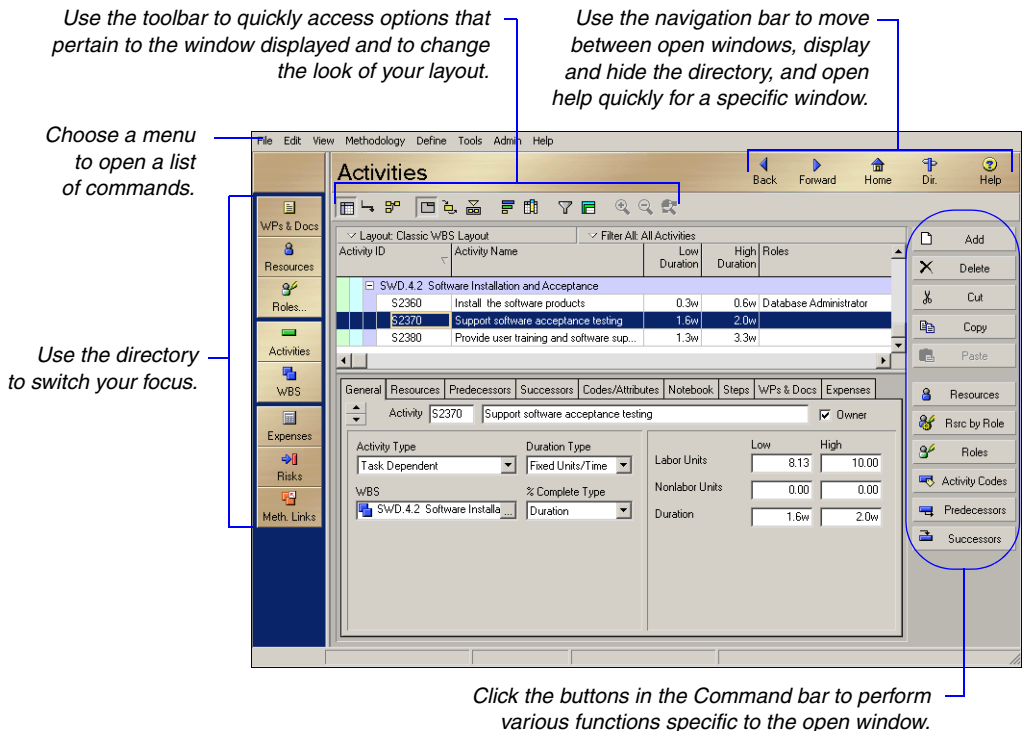 Use the toolbar to quickly access options that
pertain to the window displayed and to change
the look of your layout.
Use the navigation bar to move
between open windows, display
and hide the directory, and open
help quickly for a specific window.
Choose a menu
to open a list
of commands.
File Edit View Methodology Define Tools Admin Help
Activities
Back Forward Home Dir. Help
WPs & Docs
Resources
Roles...
Activities
WBS
Expenses
Risks
Meth. Links
Use the directory
to switch your focus.
Layout: Classic WBS Layout Filter All: All Activities
Activity ID Activity Name Low Duration High Duration Roles
SWD.4.2 Software Installation and Acceptance
S2360 Install the software products 0.3w 0.6w Database Administrator
S2370 Support software acceptance testing 1.6w 2.0w
S2380 Provide user training and software sup... 1.3w 3.3w
General Resources Predecessors Successors Codes/Attributes Notebook Steps WPs & Docs Expenses
Activity S2370 Support software acceptance testing Owner
Activity Type Duration Type
Task Dependent Fixed Units/Time
WBS % Complete Type
SWD.4.2 Software Installa ... Duration
Low High
Labor Units 8.13 10.00
Nonlabor Units 0.00 0.00
Duration 1.6w 2.0w
Add
Delete
Cut
Copy
Paste
Resources
Rsrc by Role
Roles
Activity Codes
Predecessors
Successors
Click the buttons in the Command bar to perform
various functions specific to the open window.